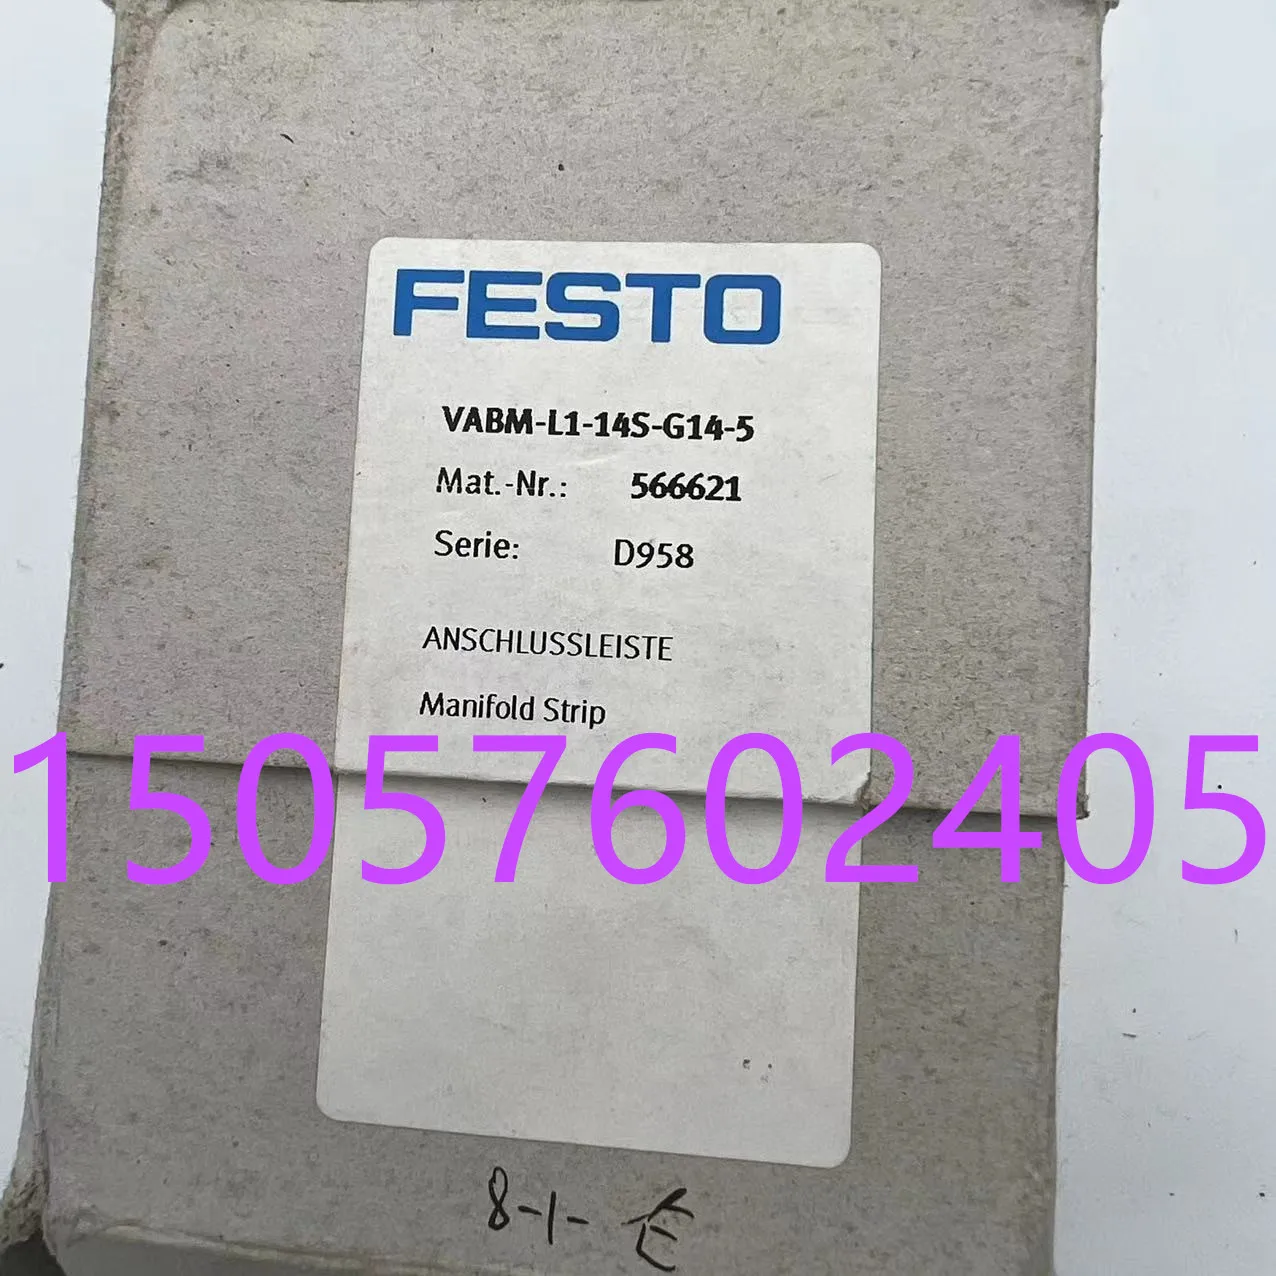 FESTO
VABM-L1-14S-G14-5
Mat.-Nr.: 566621
Serie: D958
ANSCHLUSSLEISTE
Manifold Strip
15057602405
8-1-E